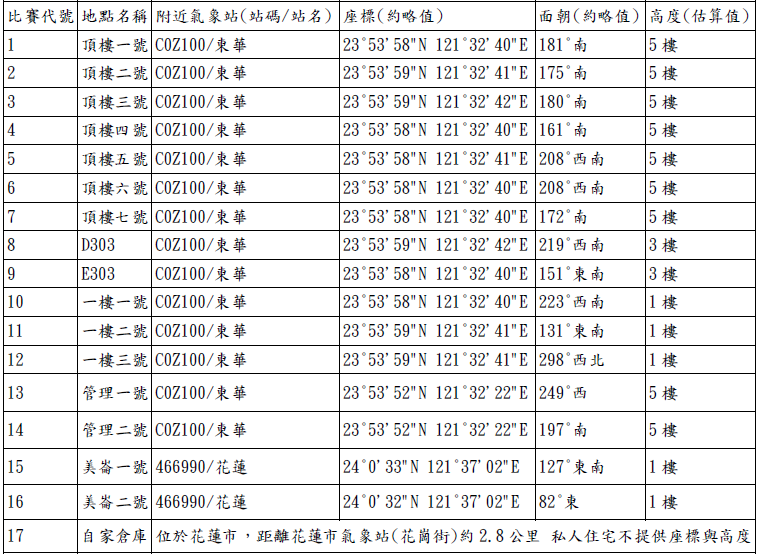 比賽代號 地點名稱 附近氣象站(站碼/站名) 座標(約略值) 面朝(約略值) 高度(估算值)
1 頂樓一號 C0Z100/東華 23°53'58"N 121°32'40"E 181°南 5樓
2 頂樓二號 C0Z100/東華 23°53'59"N 121°32'41"E 175°南 5樓
3 頂樓三號 C0Z100/東華 23°53'59"N 121°32'42"E 180°南 5樓
4 頂樓四號 C0Z100/東華 23°53'58"N 121°32'40"E 161°南 5樓
5 頂樓五號 C0Z100/東華 23°53'58"N 121°32'41"E 208°西南 5樓
6 頂樓六號 C0Z100/東華 23°53'58"N 121°32'40"E 208°西南 5樓
7 頂樓七號 C0Z100/東華 23°53'58"N 121°32'40"E 172°南 5樓
8 D303 C0Z100/東華 23°53'59"N 121°32'42"E 219°西南 3樓
9 E303 C0Z100/東華 23°53'59"N 121°32'40"E 151°東南 3樓
10 一樓一號 C0Z100/東華 23°53'58"N 121°32'40"E 223°西南 1樓
11 一樓二號 C0Z100/東華 23°53'59"N 121°32'41"E 131°東南 1樓
12 一樓三號 C0Z100/東華 23°53'59"N 121°32'41"E 298°西北 1樓
13 管理一號 C0Z100/東華 23°53'52"N 121°32'22"E 249°西 5樓
14 管理二號 C0Z100/東華 23°53'52"N 121°32'22"E 197°南 5樓
15 美崙一號 466990/花蓮 24°0'33"N 121°37'02"E 127°東南 1樓
16 美崙二號 466990/花蓮 24°0'32"N 121°37'02"E 82°東 1樓
17 自家倉庫 位於花蓮市，距離花蓮市氣象站(花崗街)約2.8公里 私人住宅不提供座標與高度